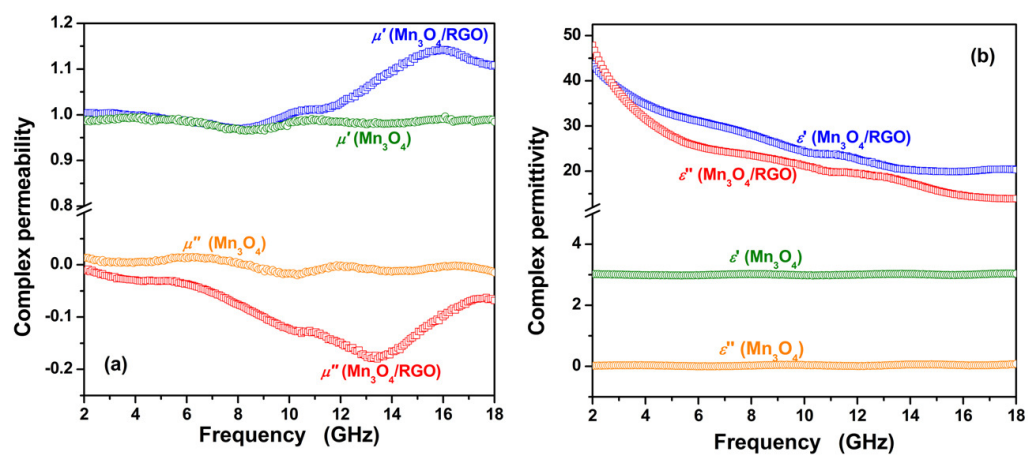 1.2
1.1
1.0
0.9
0.8
0.0
-0.1
-0.2
Complex permeability
μ′ (Mn₃O₄/RGO)
μ′ (Mn₃O₄)
μ″ (Mn₃O₄)
μ″ (Mn₃O₄/RGO)
(a)
2 4 6 8 10 12 14 16 18
Frequency (GHz)
50
40
30
20
10
4
2
0
Complex permittivity
(b)
ε′ (Mn₃O₄/RGO)
ε″ (Mn₃O₄/RGO)
ε′ (Mn₃O₄)
ε″ (Mn₃O₄)
2 4 6 8 10 12 14 16 18
Frequency (GHz)